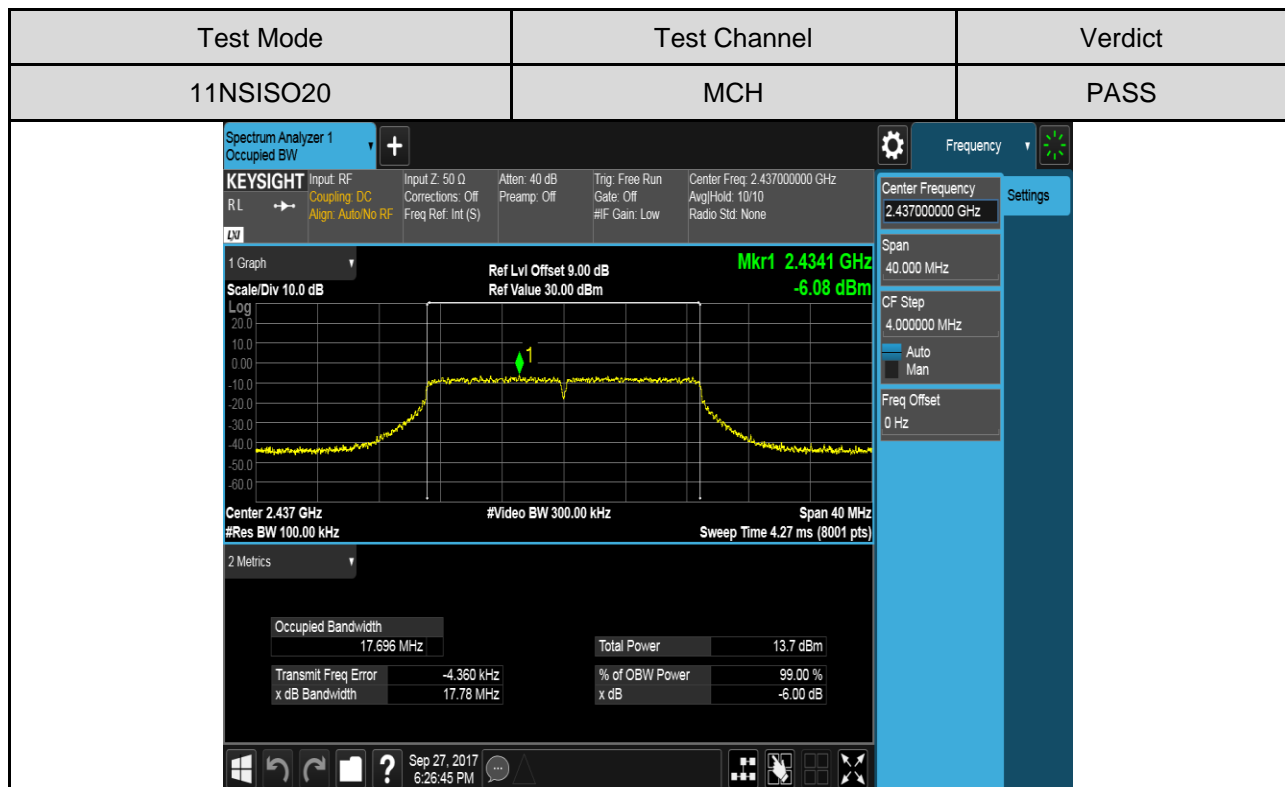 Test Mode Test Channel Verdict
11NSISO20 MCH PASS
Spectrum Analyzer 1
Occupied BW
+
Frequency
KEYSIGHT
RL
LXI
Input: RF
Coupling: DC
Align: Auto/No RF
Input Z: 50 Ω
Corrections: Off
Freq Ref: Int (S)
Atten: 40 dB
Preamp: Off
Trig: Free Run
Gate: Off
#IF Gain: Low
Center Freq: 2.437000000 GHz
Avg|Hold: 10/10
Radio Std: None
Center Frequency
2.437000000 GHz
Settings
Span
40.000 MHz
CF Step
4.000000 MHz
Auto
Man
Freq Offset
0 Hz
1 Graph
Scale/Div 10.0 dB
Ref Lvl Offset 9.00 dB
Ref Value 30.00 dBm
Mkr1 2.4341 GHz
-6.08 dBm
Log
20.0
10.0
0.00
-10.0
-20.0
-30.0
-40.0
-50.0
-60.0
1
Center 2.437 GHz #Video BW 300.00 kHz Span 40 MHz
#Res BW 100.00 kHz Sweep Time 4.27 ms (8001 pts)
2 Metrics
Occupied Bandwidth
17.696 MHz
Total Power 13.7 dBm
Transmit Freq Error -4.360 kHz % of OBW Power 99.00 %
x dB Bandwidth 17.78 MHz x dB -6.00 dB
?
Sep 27, 2017
6:26:45 PM